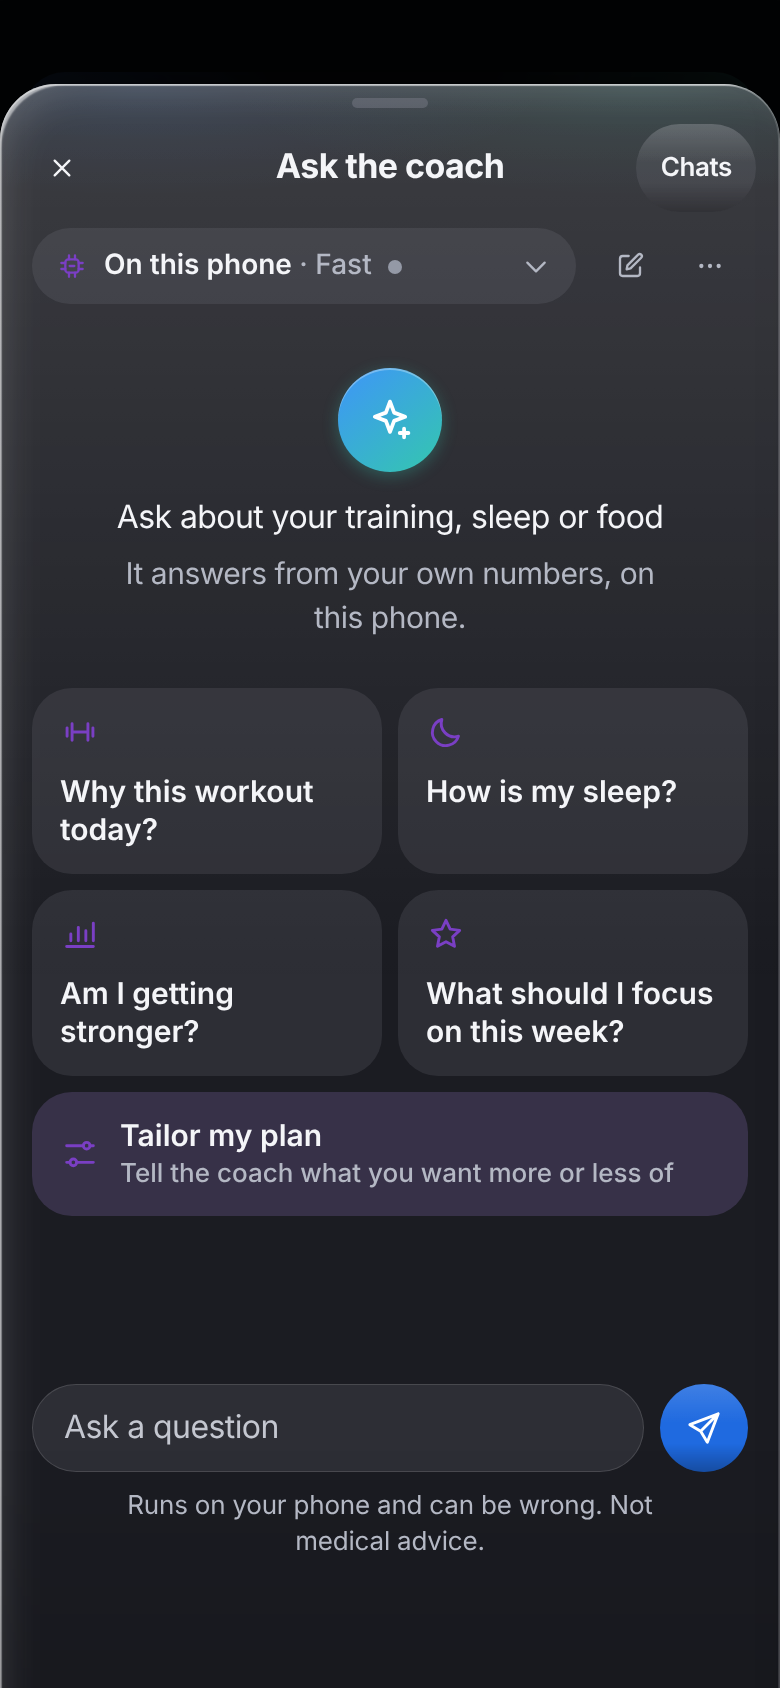 Ask the coach
Chats
On this phone · Fast
Ask about your training, sleep or food
It answers from your own numbers, on
this phone.
Why this workout
today?
How is my sleep?
Am I getting
stronger?
What should I focus
on this week?
Tailor my plan
Tell the coach what you want more or less of
Ask a question
Runs on your phone and can be wrong. Not
medical advice.